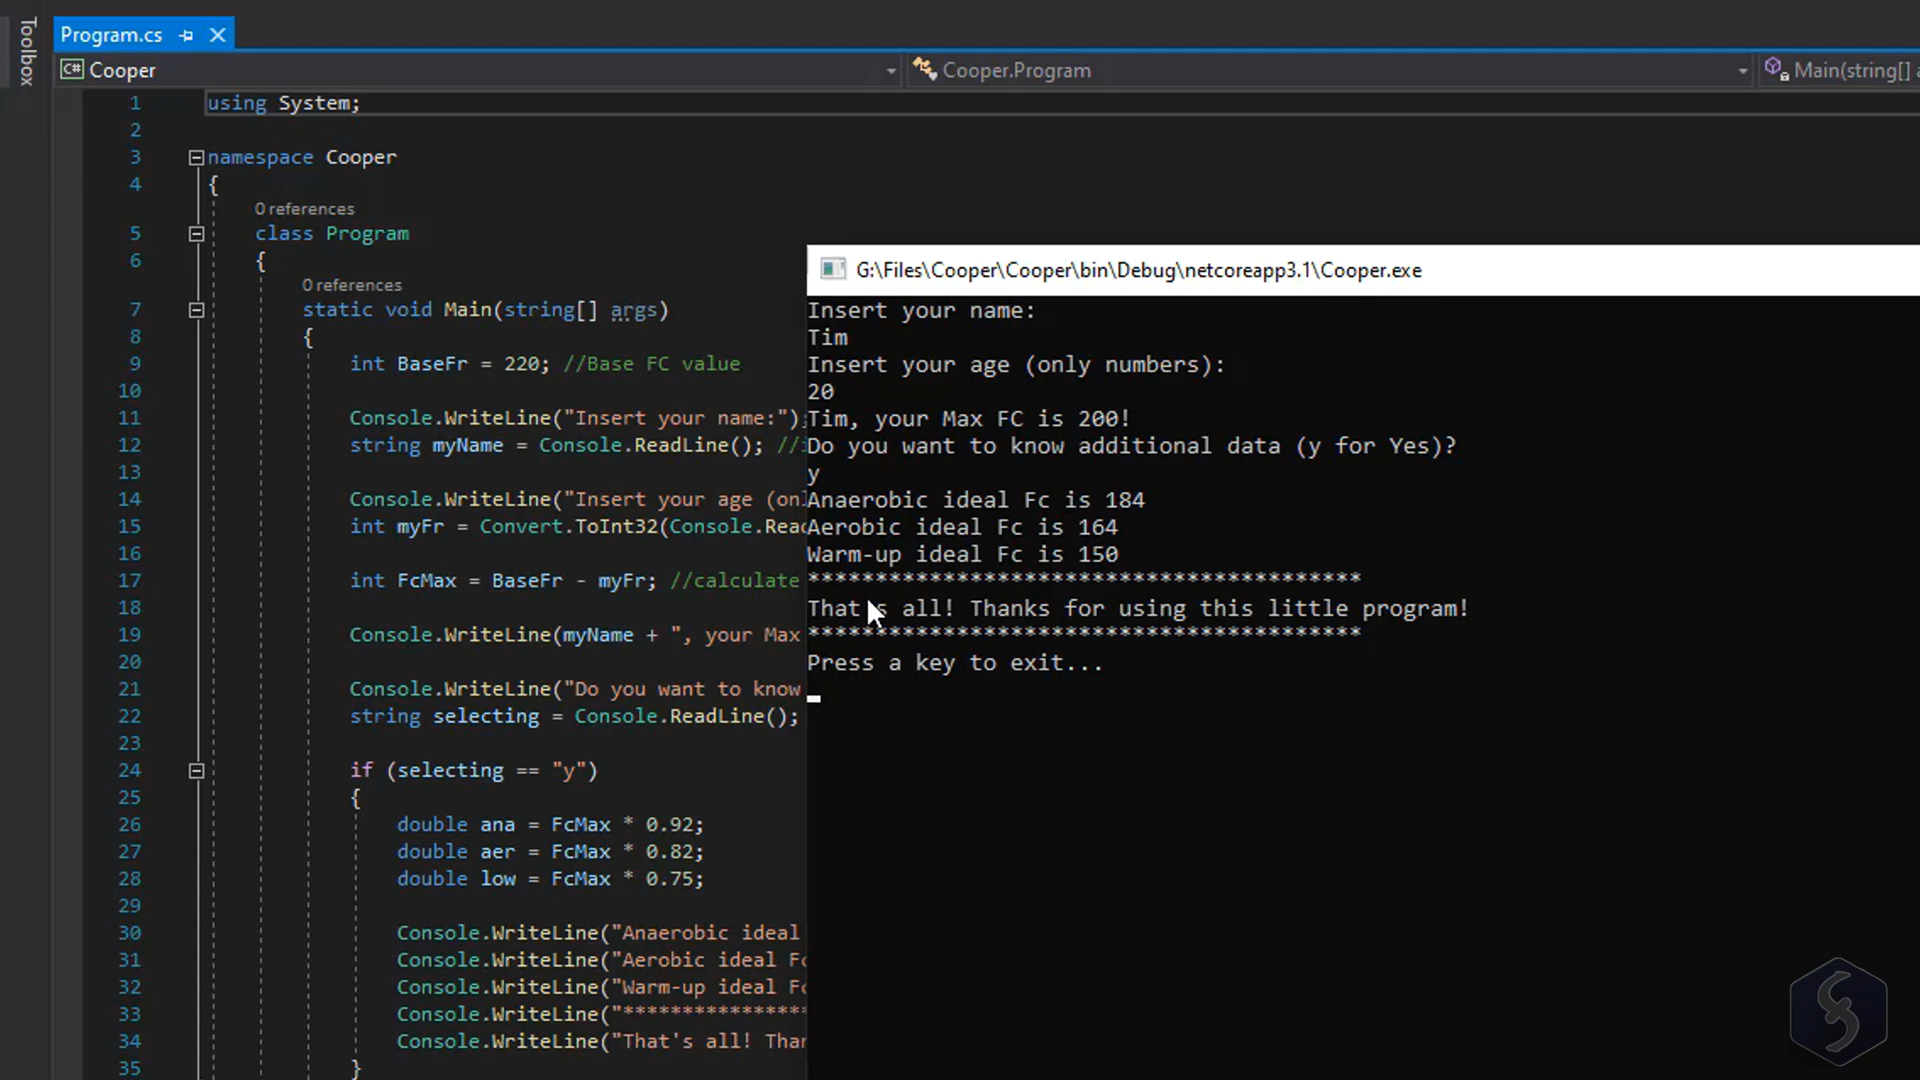 Toolbox
Program.cs
C# Cooper
Cooper.Program
Main(string[] a
1 using System;
2
3 namespace Cooper
4 {
0 references
5 class Program
6 {
0 references
7 static void Main(string[] args)
8 {
9 int BaseFr = 220; //Base FC value
10
11 Console.WriteLine("Insert your name:");
12 string myName = Console.ReadLine(); //
13
14 Console.WriteLine("Insert your age (onl
15 int myFr = Convert.ToInt32(Console.Read
16
17 int FcMax = BaseFr - myFr; //calculate
18
19 Console.WriteLine(myName + ", your Max
20
21 Console.WriteLine("Do you want to know
22 string selecting = Console.ReadLine();
23
24 if (selecting == "y")
25 {
26 double ana = FcMax * 0.92;
27 double aer = FcMax * 0.82;
28 double low = FcMax * 0.75;
29
30 Console.WriteLine("Anaerobic ideal
31 Console.WriteLine("Aerobic ideal Fc
32 Console.WriteLine("Warm-up ideal Fc
33 Console.WriteLine("****************
34 Console.WriteLine("That's all! Than
35 }
G:\Files\Cooper\Cooper\bin\Debug\netcoreapp3.1\Cooper.exe
Insert your name:
Tim
Insert your age (only numbers):
20
Tim, your Max FC is 200!
Do you want to know additional data (y for Yes)?
y
Anaerobic ideal Fc is 184
Aerobic ideal Fc is 164
Warm-up ideal Fc is 150
*****************************************
That's all! Thanks for using this little program!
*****************************************
Press a key to exit...